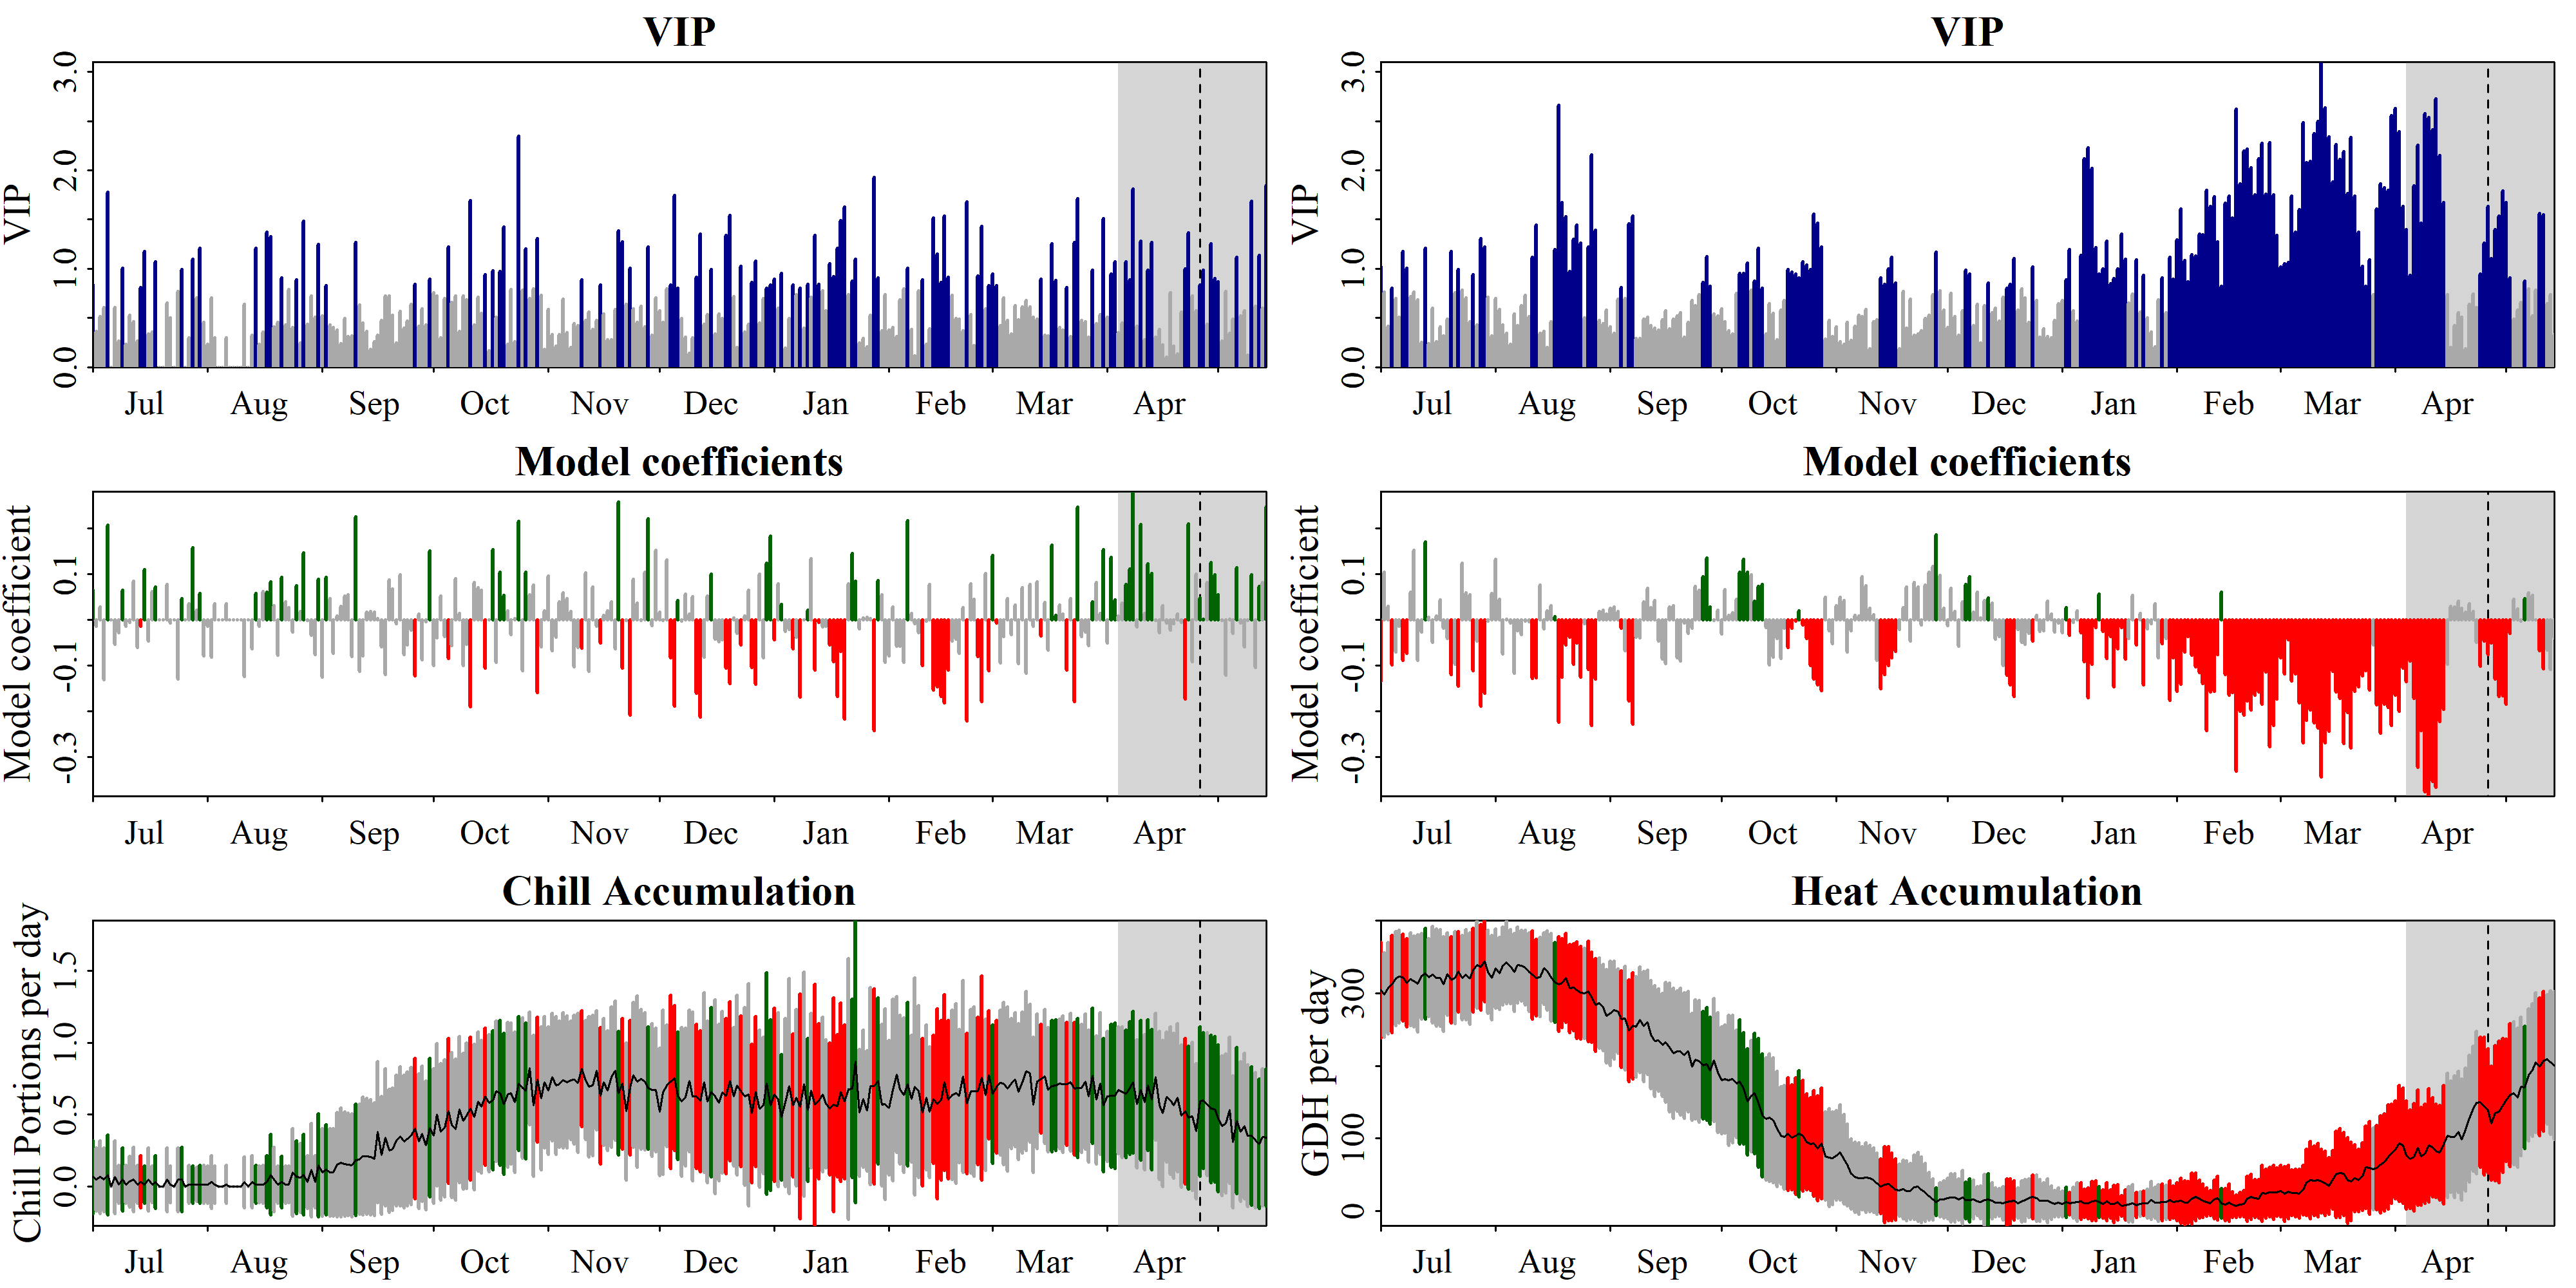 VIP
VIP
3.0
2.0
1.0
0.0
Jul Aug Sep Oct Nov Dec Jan Feb Mar Apr
VIP
VIP
3.0
2.0
1.0
0.0
Jul Aug Sep Oct Nov Dec Jan Feb Mar Apr
Model coefficients
Model coefficient
0.1
-0.1
-0.3
Jul Aug Sep Oct Nov Dec Jan Feb Mar Apr
Model coefficients
Model coefficient
0.1
-0.1
-0.3
Jul Aug Sep Oct Nov Dec Jan Feb Mar Apr
Chill Accumulation
Chill Portions per day
1.5
1.0
0.5
0.0
Jul Aug Sep Oct Nov Dec Jan Feb Mar Apr
Heat Accumulation
GDH per day
300
100
0
Jul Aug Sep Oct Nov Dec Jan Feb Mar Apr